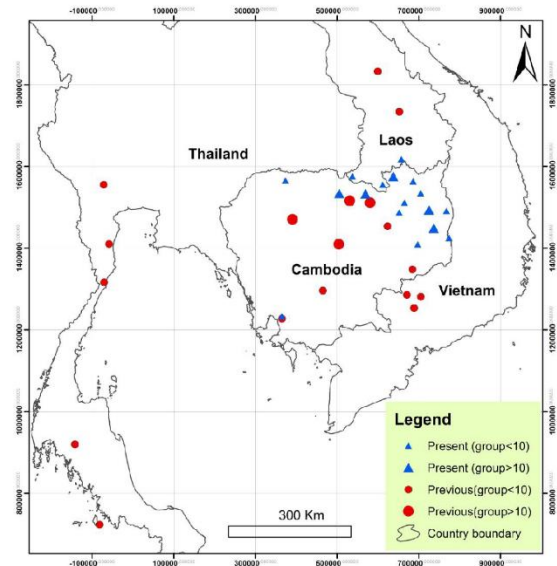 -100000 100000 300000 500000 700000 900000
N
1800000 1600000 1400000 1200000 1000000 800000
Thailand
Laos
Cambodia
Vietnam
Legend
Present (group<10)
Present (group>10)
Previous(group<10)
Previous(group>10)
Country boundary
300 Km
1800000 1600000 1400000 1200000 1000000 800000
-100000 100000 300000 500000 700000 900000